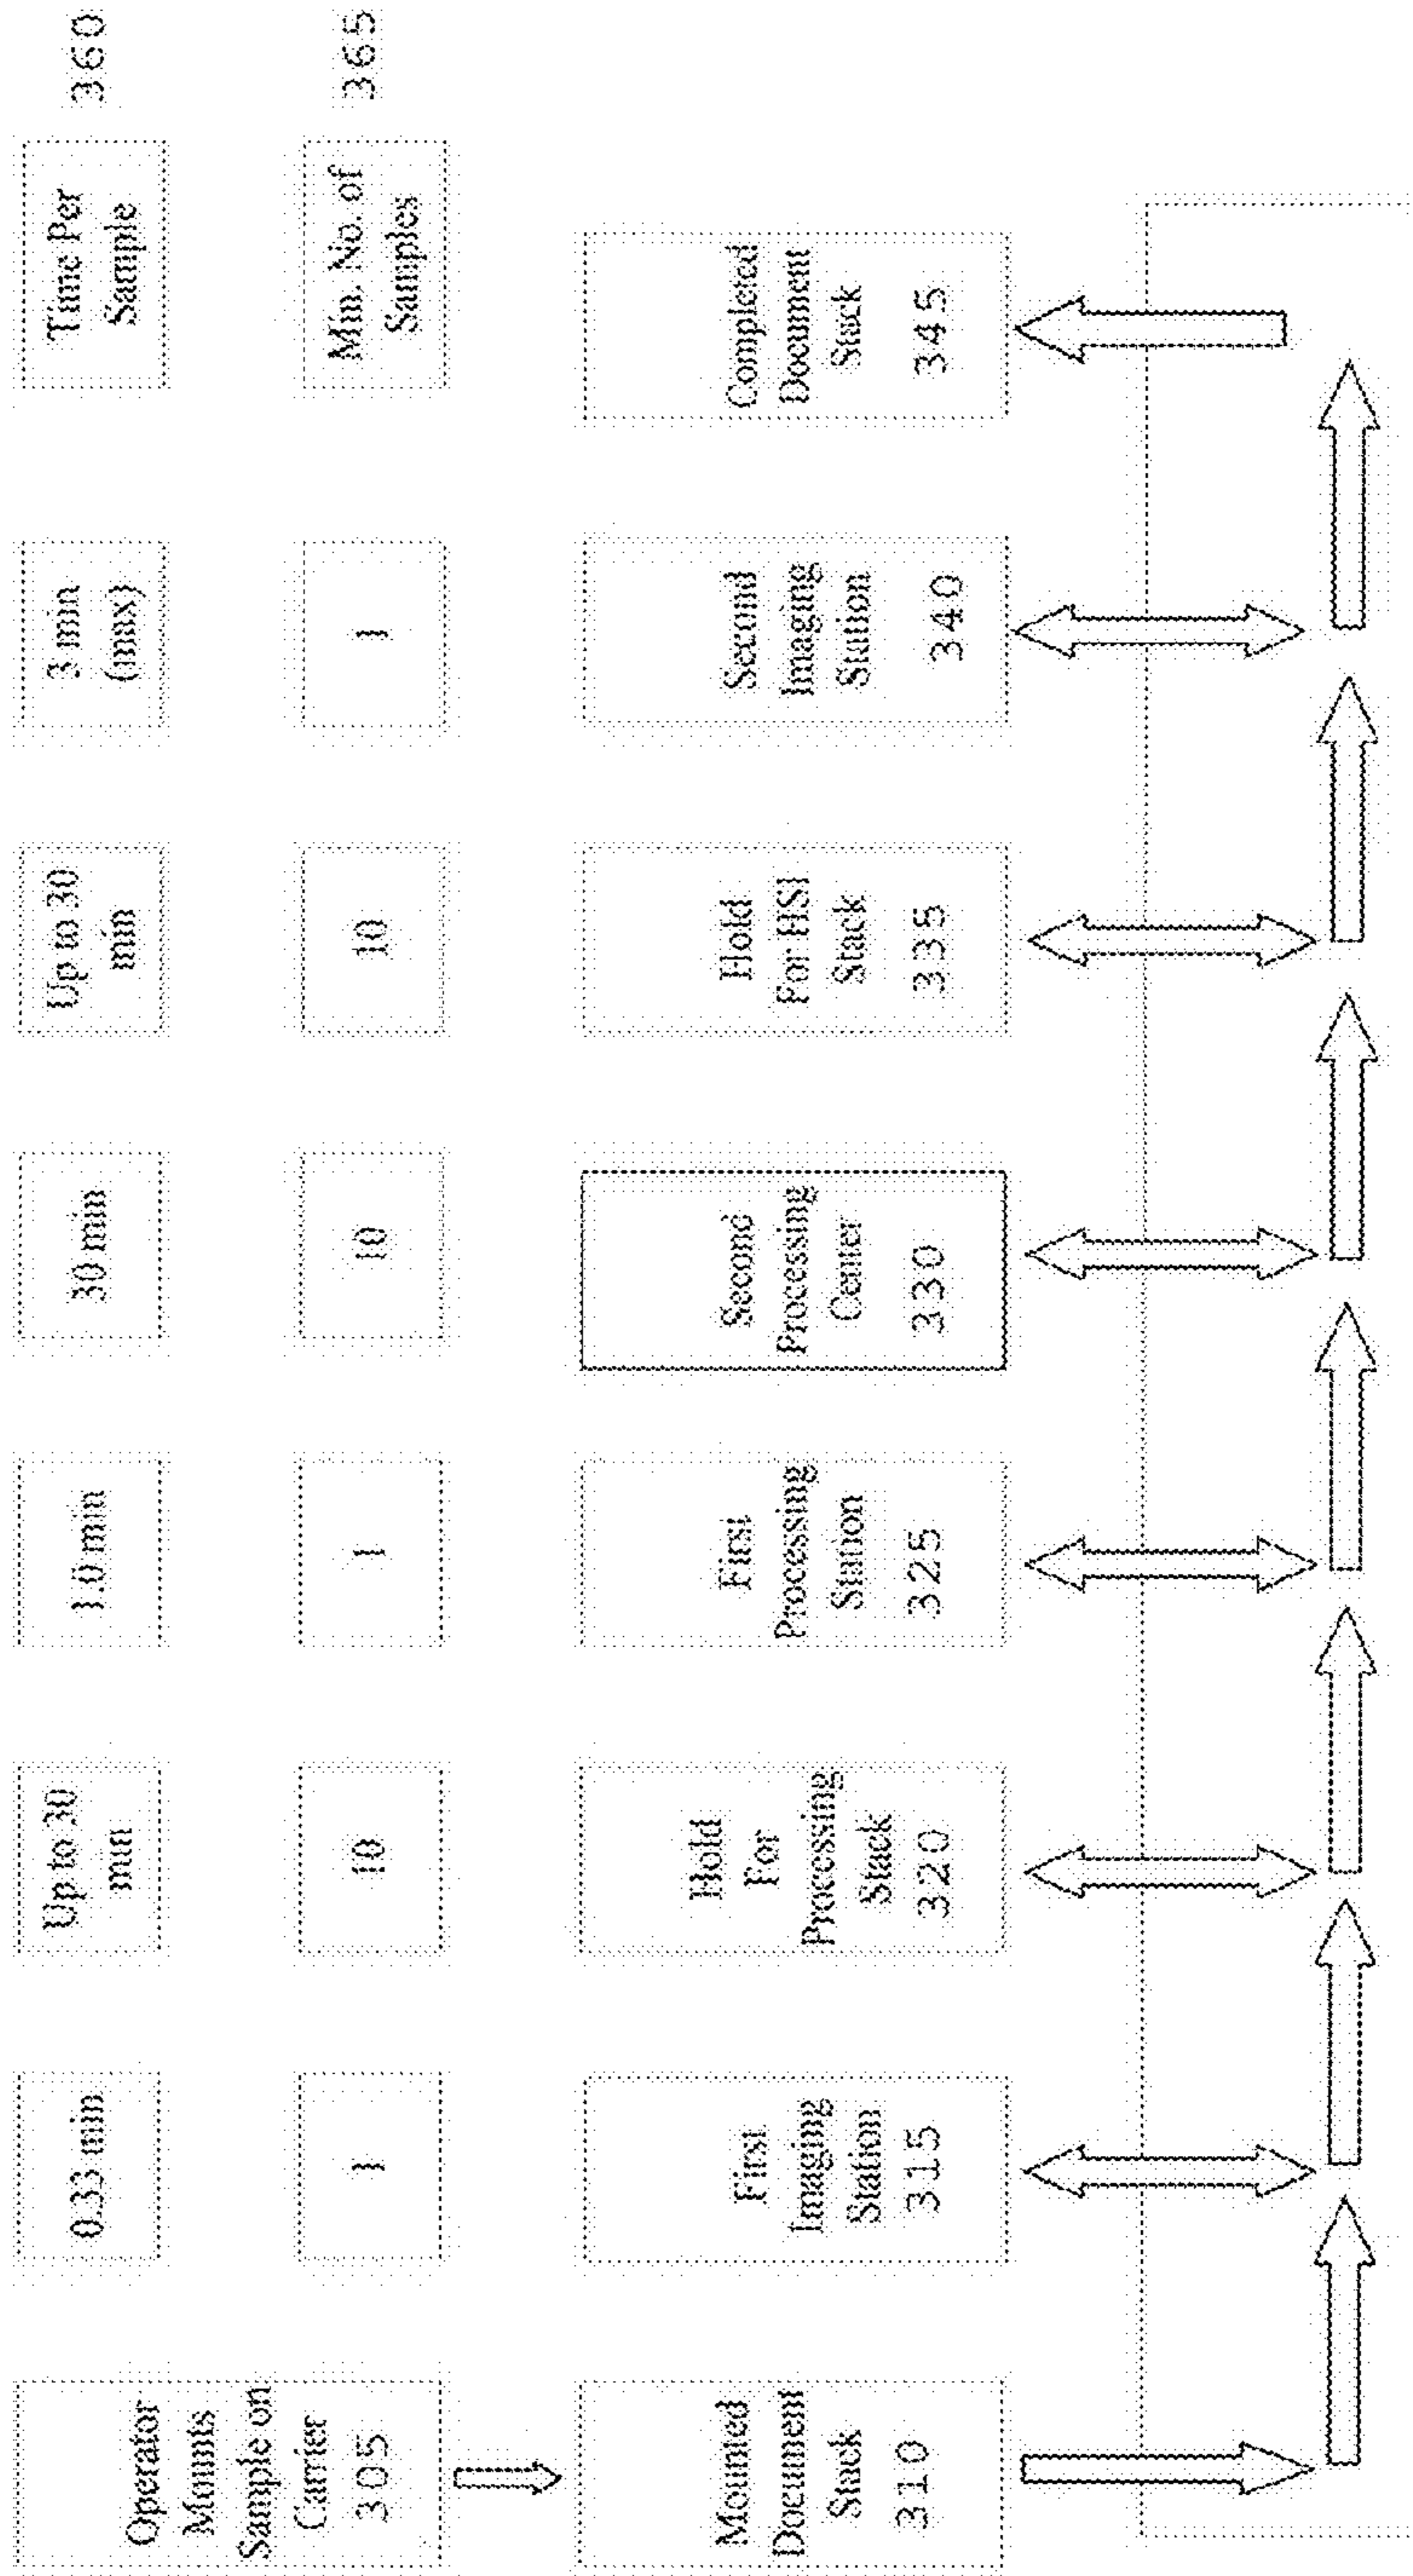 0.33 min
Up to 30
min
1.0 min
30 min
Up to 30
min
3 min
(max)
Time Per
Sample
360
1
10
1
10
10
1
Min. No. of
Samples
365
Operator
Mounts
Sample on
Carrier
305
Mounted
Document
Stack
310
First
Imaging
Station
315
Hold
For
Processing
Stack
320
First
Processing
Station
325
Second
Processing
Center
330
Hold
For HSI
Stack
335
Second
Imaging
Station
340
Completed
Document
Stack
345